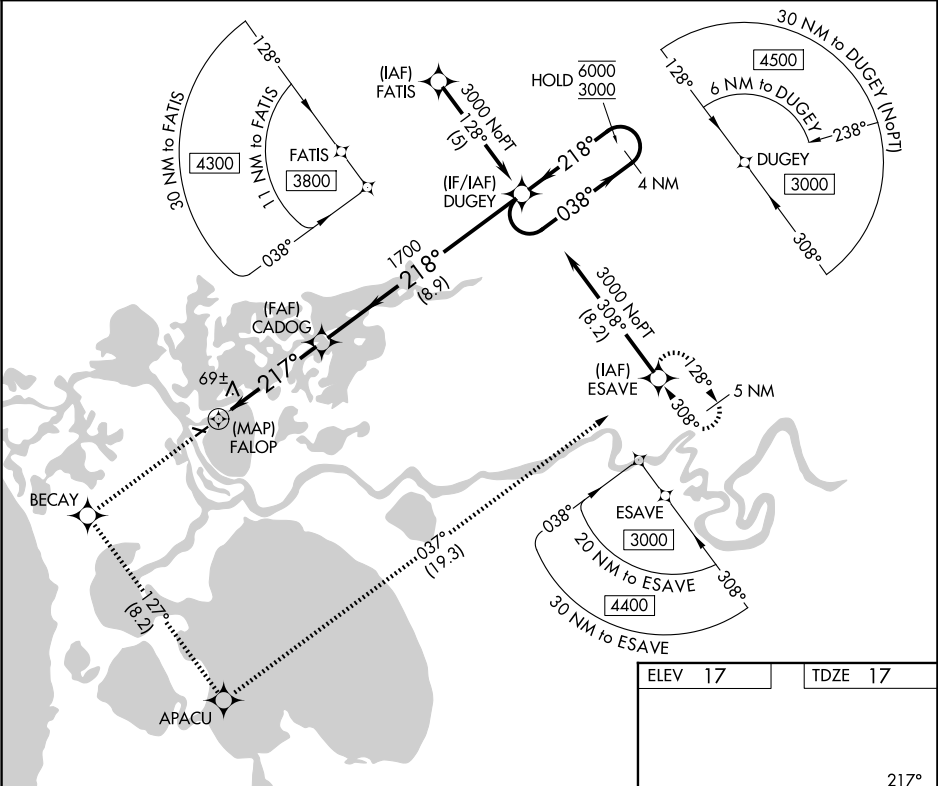 128°
30 NM to FATIS
11 NM to FATIS
4300
FATIS
3800
038°
(IAF)
FATIS
3000 NoPT
128°
(5)
HOLD 6000
3000
218°
038°
4 NM
(IF/IAF)
DUGEY
30 NM to DUGEY (NoPT)
4500
128°
6 NM to DUGEY
238°
DUGEY
3000
308°
1700
218°
(8.9)
(FAF)
CADOG
217°
69±
(MAP)
FALOP
3000 NoPT
308°
(8.2)
(IAF)
ESAVE
128°
308°
5 NM
BECAY
127°
(8.2)
APACU
037°
(19.3)
038°
ESAVE
3000
20 NM to ESAVE
308°
4400
30 NM to ESAVE
ELEV 17
TDZE 17
217°